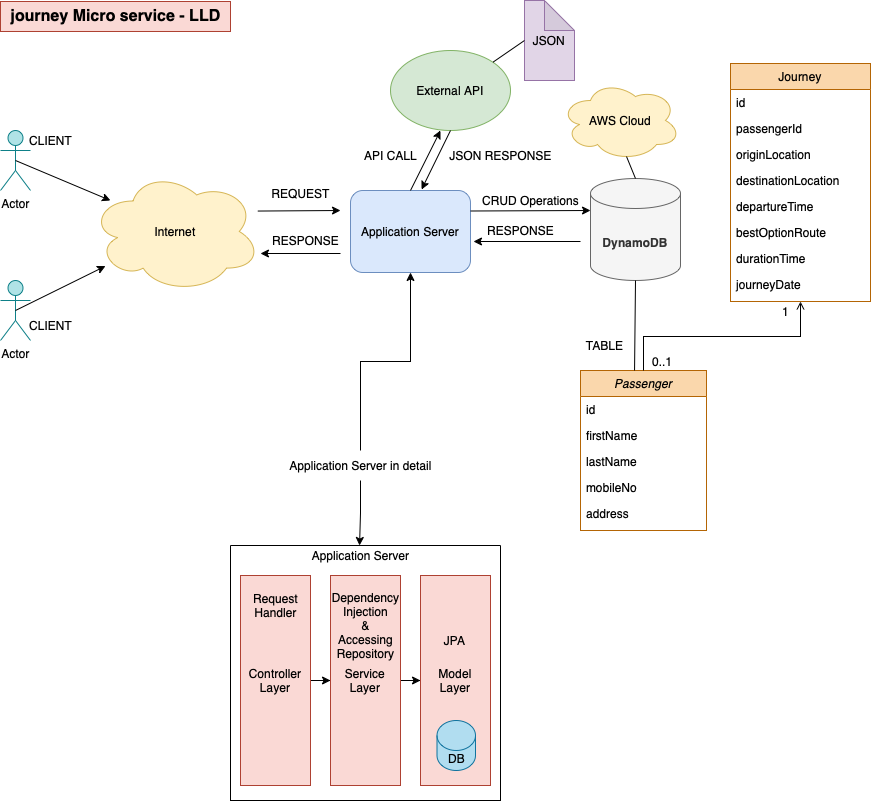 journey Micro service - LLD
JSON
External API
Journey
id
passengerId
originLocation
destinationLocation
departureTime
bestOptionRoute
durationTime
journeyDate
AWS Cloud
CLIENT
Actor
API CALL
JSON RESPONSE
REQUEST
CRUD Operations
Internet
Application Server
RESPONSE
RESPONSE
DynamoDB
CLIENT
Actor
1
TABLE
0..1
Passenger
id
firstName
lastName
mobileNo
address
Application Server in detail
Application Server
Request
Handler
Controller
Layer
Dependency
Injection
&
Accessing
Repository
Service
Layer
JPA
Model
Layer
DB